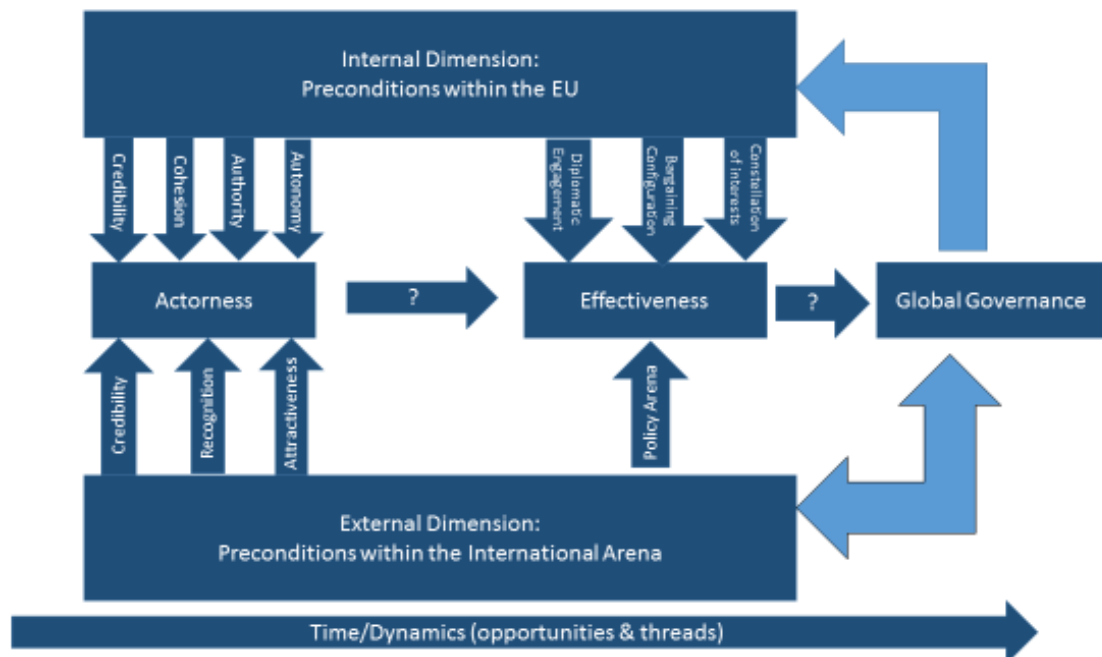 Internal Dimension:
Preconditions within the EU
Credibility
Cohesion
Authority
Autonomy
Diplomatic
Engagement
Bargaining
Configuration
Constellation
of interests
Actorness
?
Effectiveness
?
Global Governance
Credibility
Recognition
Attractiveness
Policy Arena
External Dimension:
Preconditions within the International Arena
Time/Dynamics (opportunities & threads)